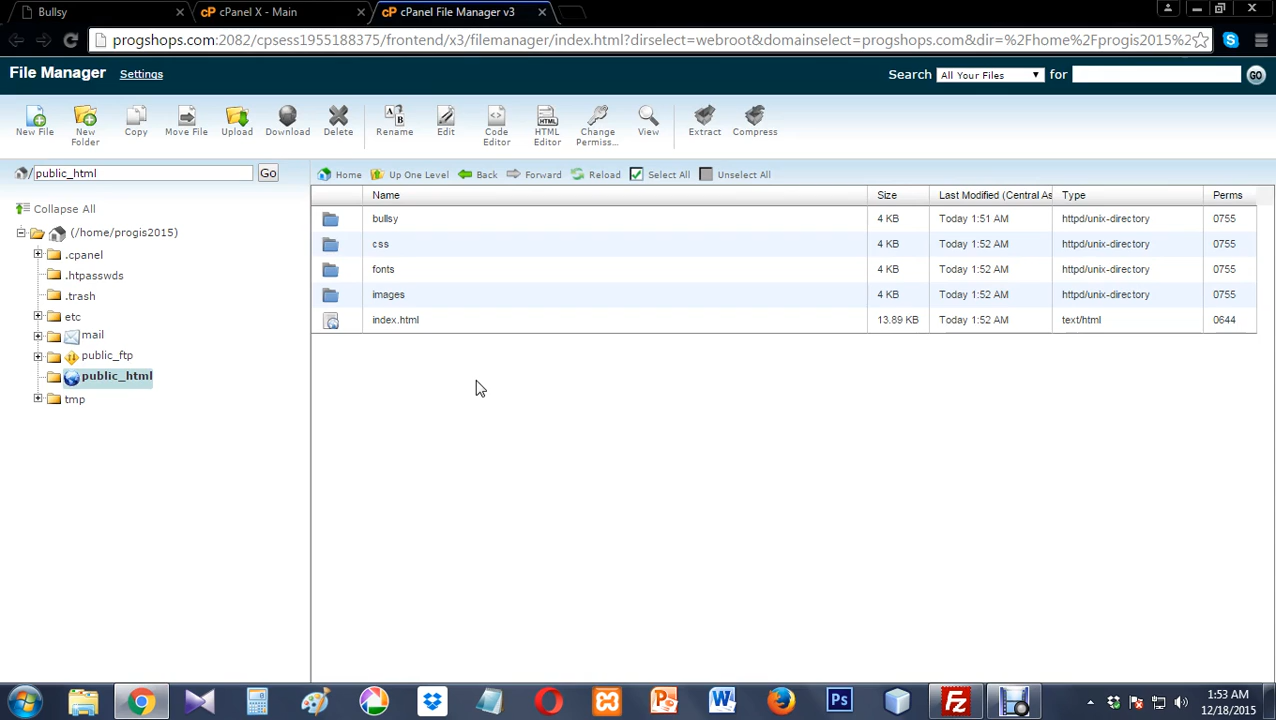 Bullsy
cP cPanel X - Main
cP cPanel File Manager v3
progshops.com:2082/cpsess1955188375/frontend/x3/filemanager/index.html?dirselect=webroot&domainselect=progshops.com&dir=%2Fhome%2Fprogis2015%2
File Manager Settings
Search All Your Files for GO
New File
New Folder
Copy
Move File
Upload
Download
Delete
Rename
Edit
Code Editor
HTML Editor
Change Permiss...
View
Extract
Compress
/ public_html Go
Home Up One Level Back Forward Reload Select All Unselect All
Collapse All
(/home/progis2015)
.cpanel
.htpasswds
.trash
etc
mail
public_ftp
public_html
tmp
Name Size Last Modified (Central As Type Perms
bullsy 4 KB Today 1:51 AM httpd/unix-directory 0755
css 4 KB Today 1:52 AM httpd/unix-directory 0755
fonts 4 KB Today 1:52 AM httpd/unix-directory 0755
images 4 KB Today 1:52 AM httpd/unix-directory 0755
index.html 13.89 KB Today 1:52 AM text/html 0644
1:53 AM
12/18/2015